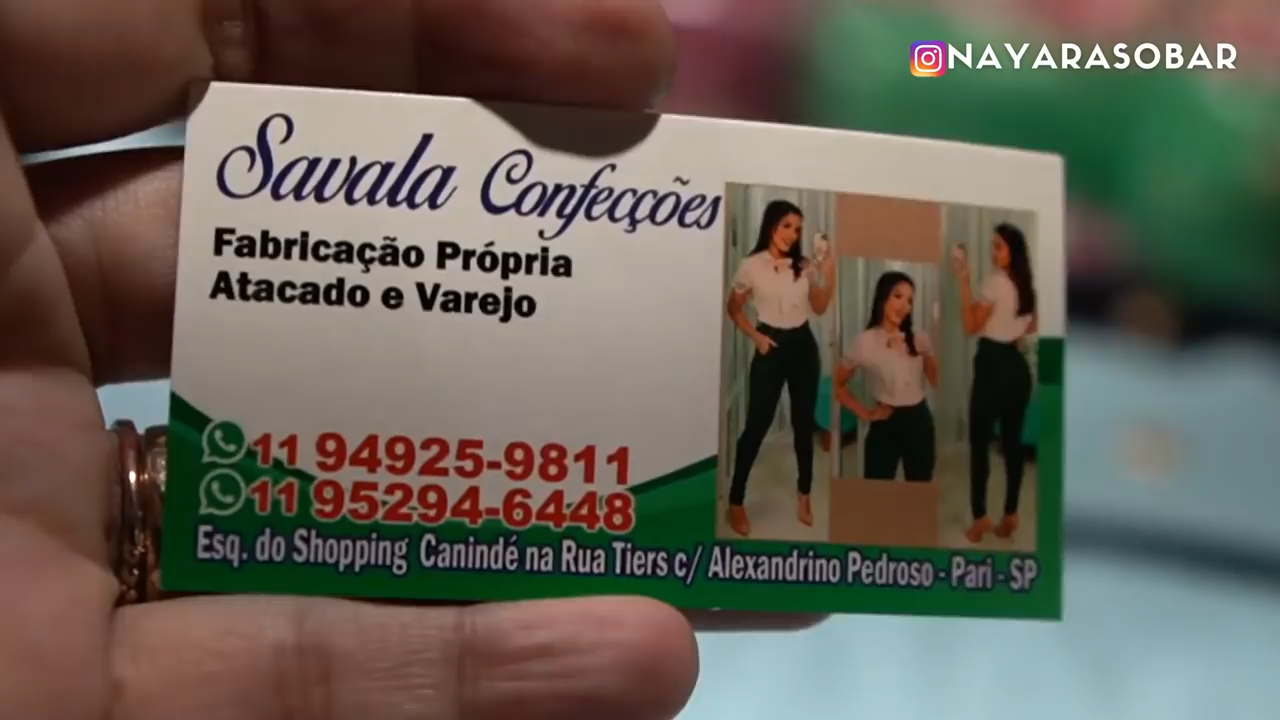 NAYARASOBAR
Savala Confecções
Fabricação Própria
Atacado e Varejo
11 94925-9811
11 95294-6448
Esq. do Shopping Canindé na Rua Tiers c/ Alexandrino Pedroso - Pari - SP